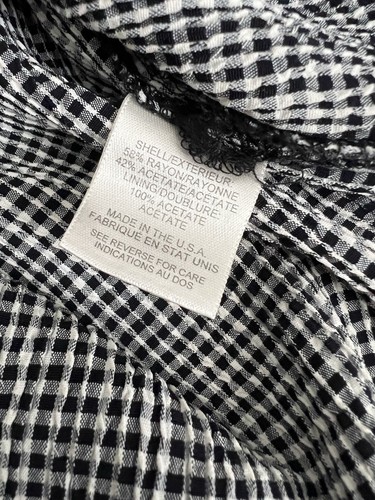 SHELL/EXTERIEUR:
58% RAYON/RAYONNE
42% ACETATE/ACETATE
LINING/DOUBLURE:
100% ACETATE
ACETATE
MADE IN THE U.S.A.
FABRIQUE EN STAT UNIS
SEE REVERSE FOR CARE
INDICATIONS AU DOS